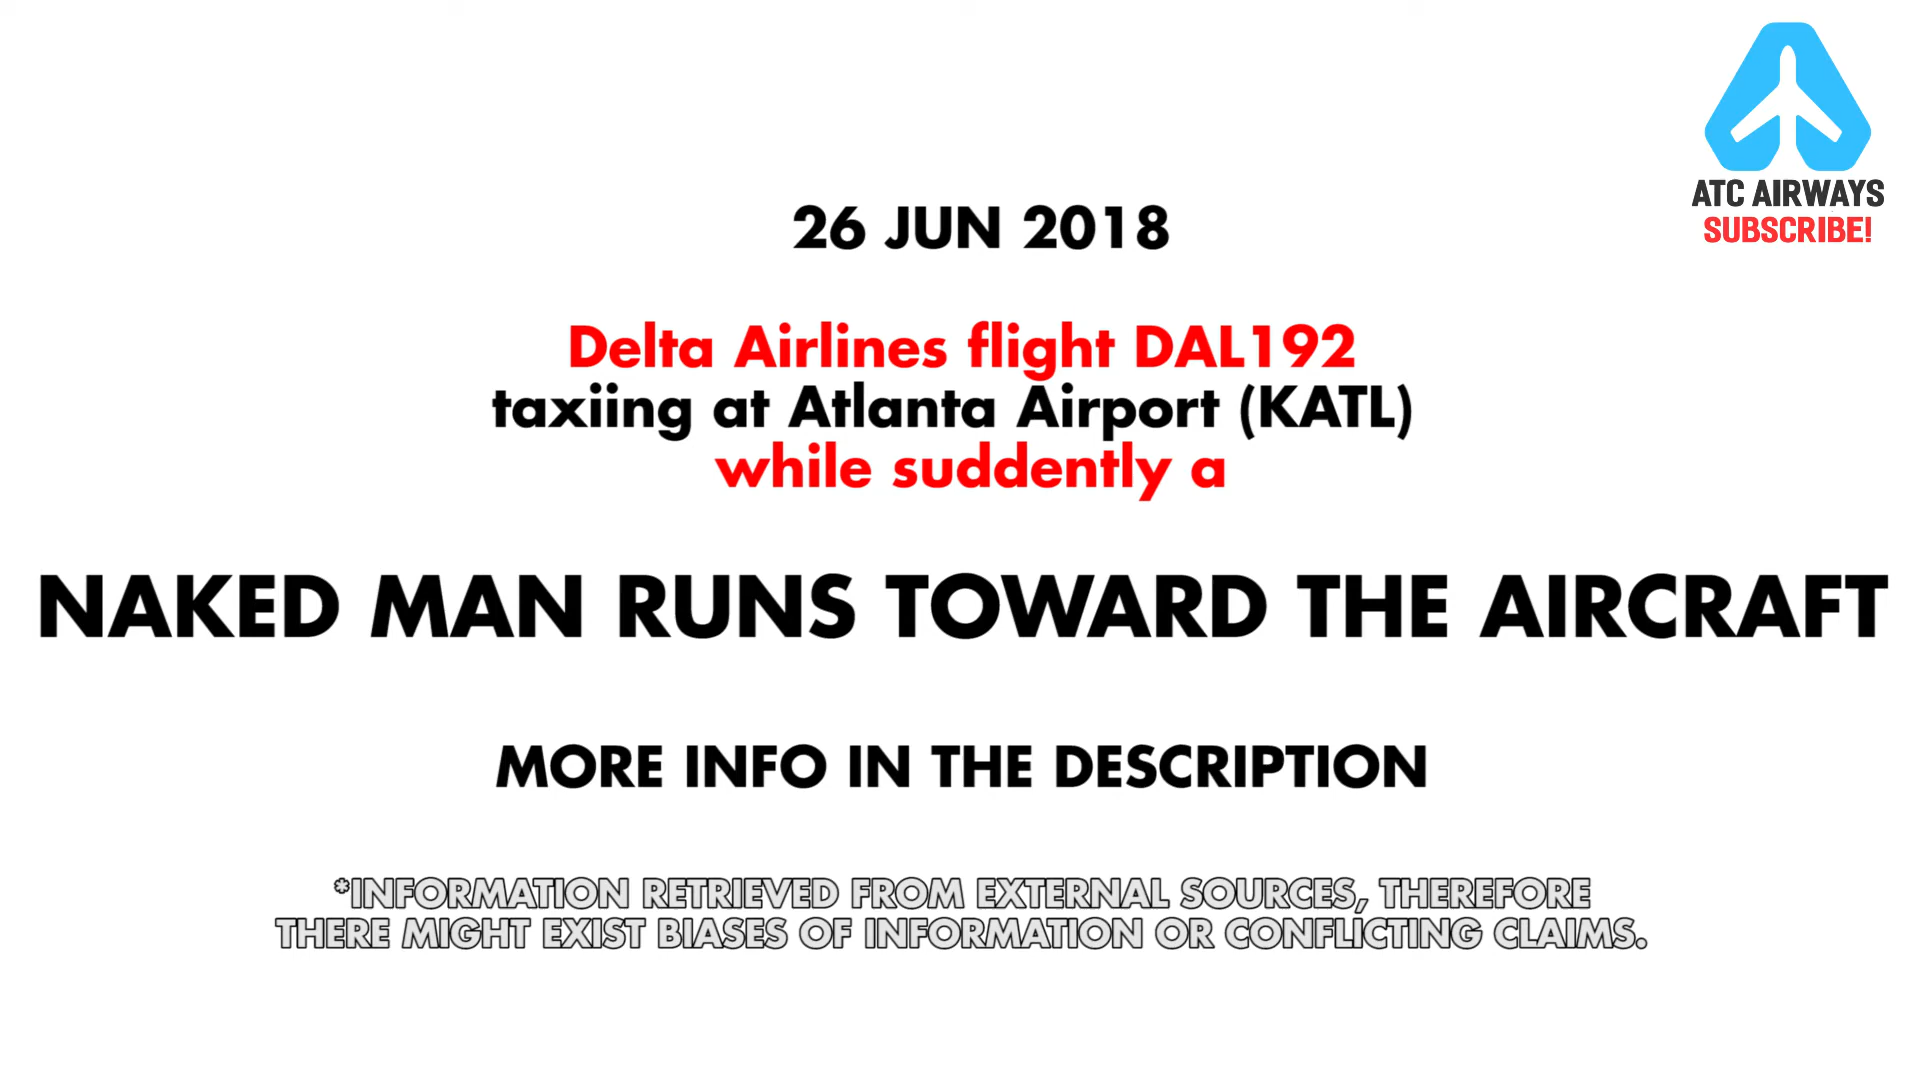 ATC AIRWAYS
SUBSCRIBE!
26 JUN 2018
Delta Airlines flight DAL192
taxiing at Atlanta Airport (KATL)
while suddently a
NAKED MAN RUNS TOWARD THE AIRCRAFT
MORE INFO IN THE DESCRIPTION
*INFORMATION RETRIEVED FROM EXTERNAL SOURCES, THEREFORE
THERE MIGHT EXIST BIASES OF INFORMATION OR CONFLICTING CLAIMS.